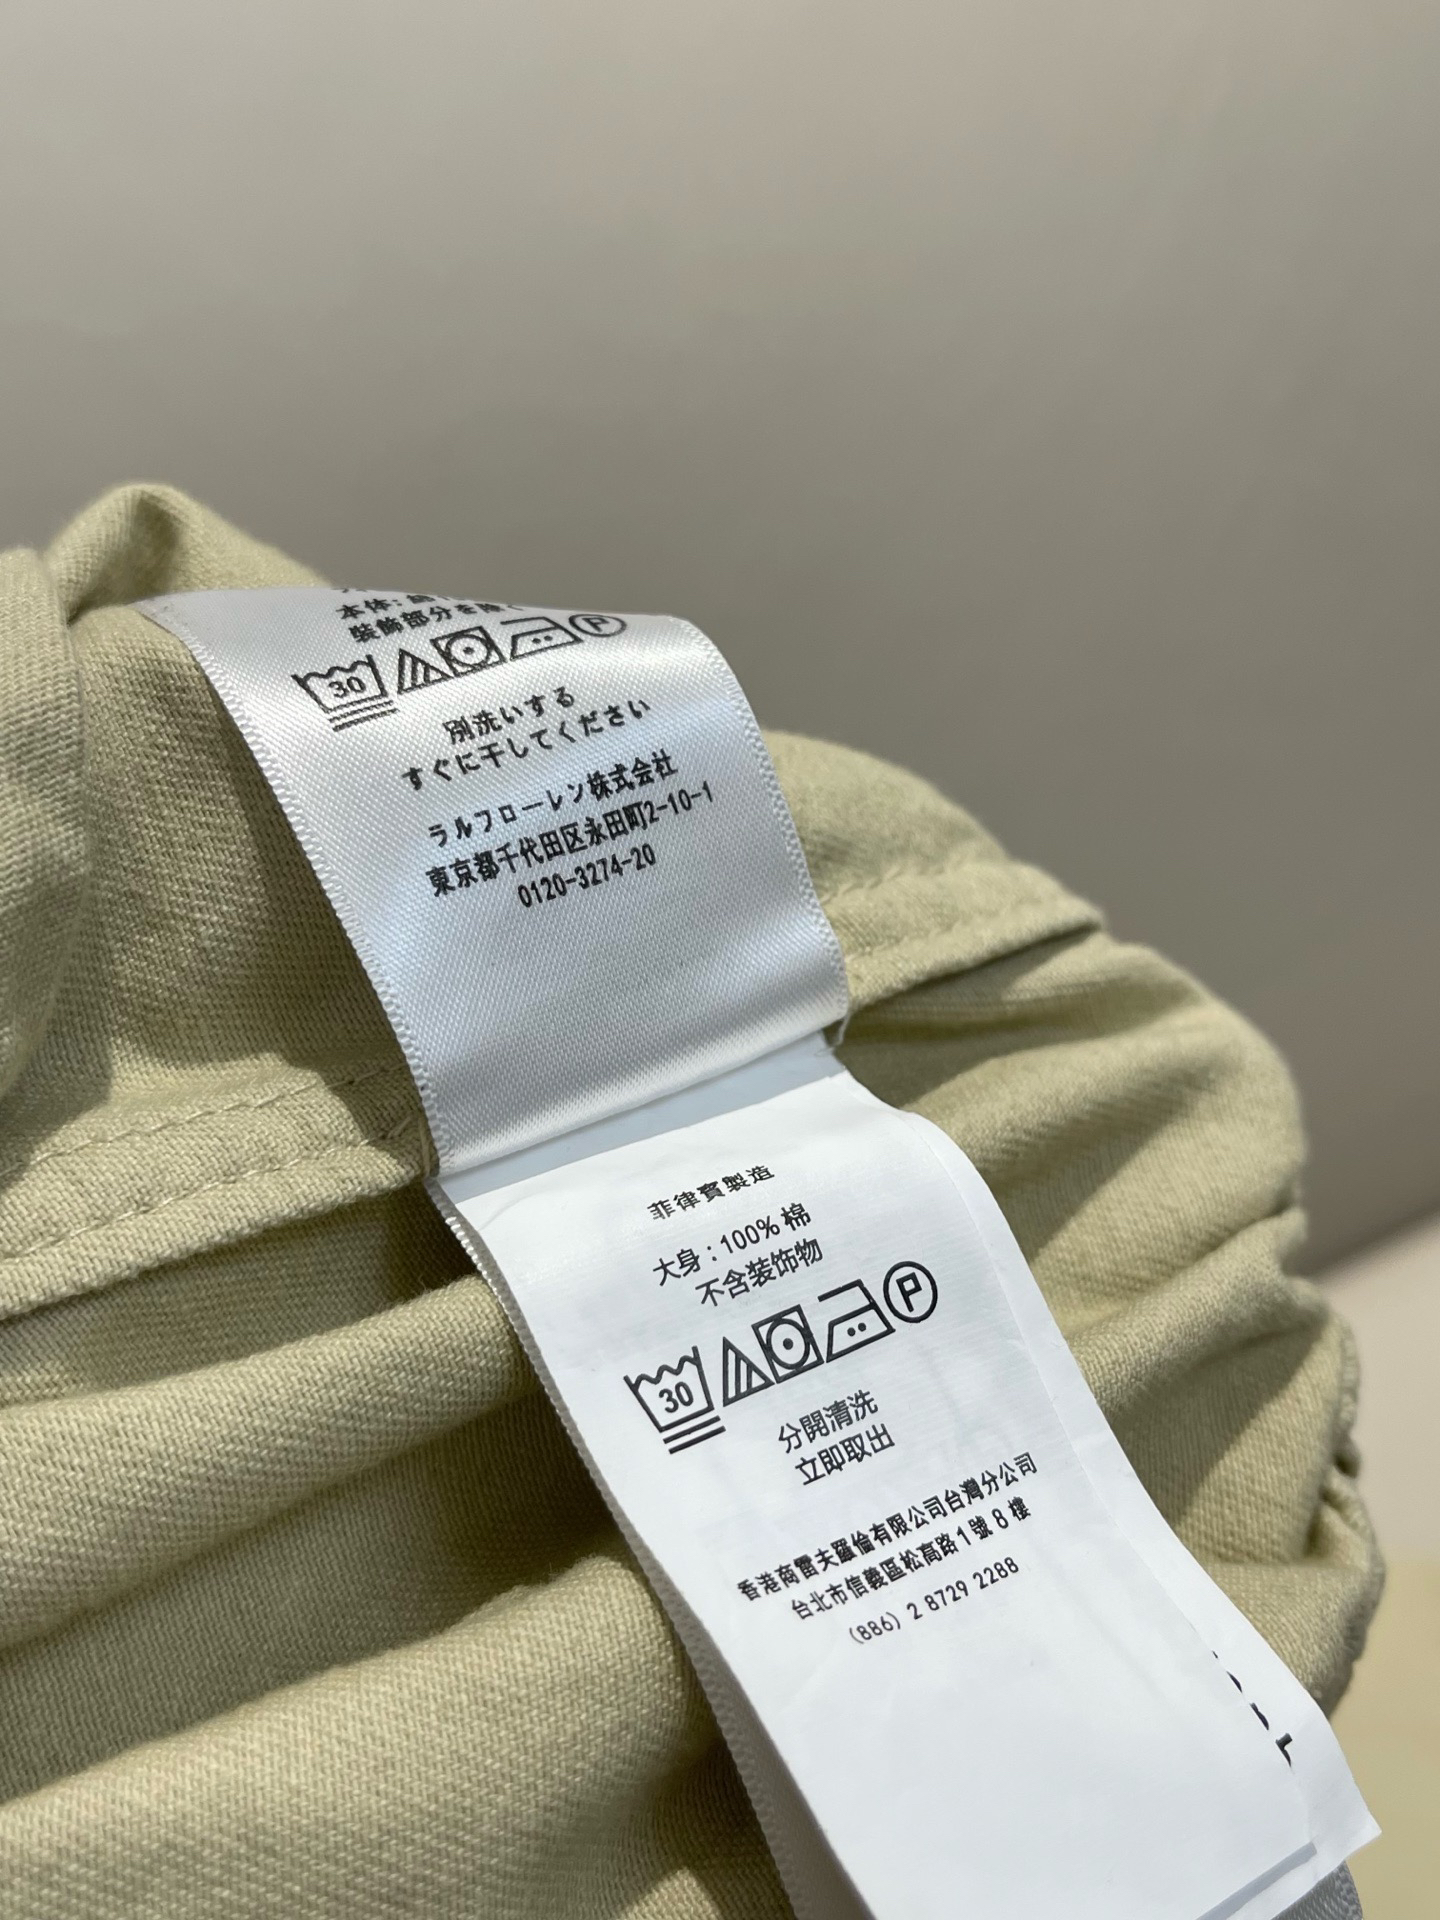 本体:
装飾部分を除く
30
P
別洗いする
すぐに干してください
ラルフローレン株式会社
東京都千代田区永田町2-10-1
0120-3274-20
菲律賓製造
大身:100% 棉
不含装饰物
30
P
分開清洗
立即取出
香港商雷夫羅倫有限公司台灣分公司
台北市信義區松高路1號8樓
(886) 2 8729 2288